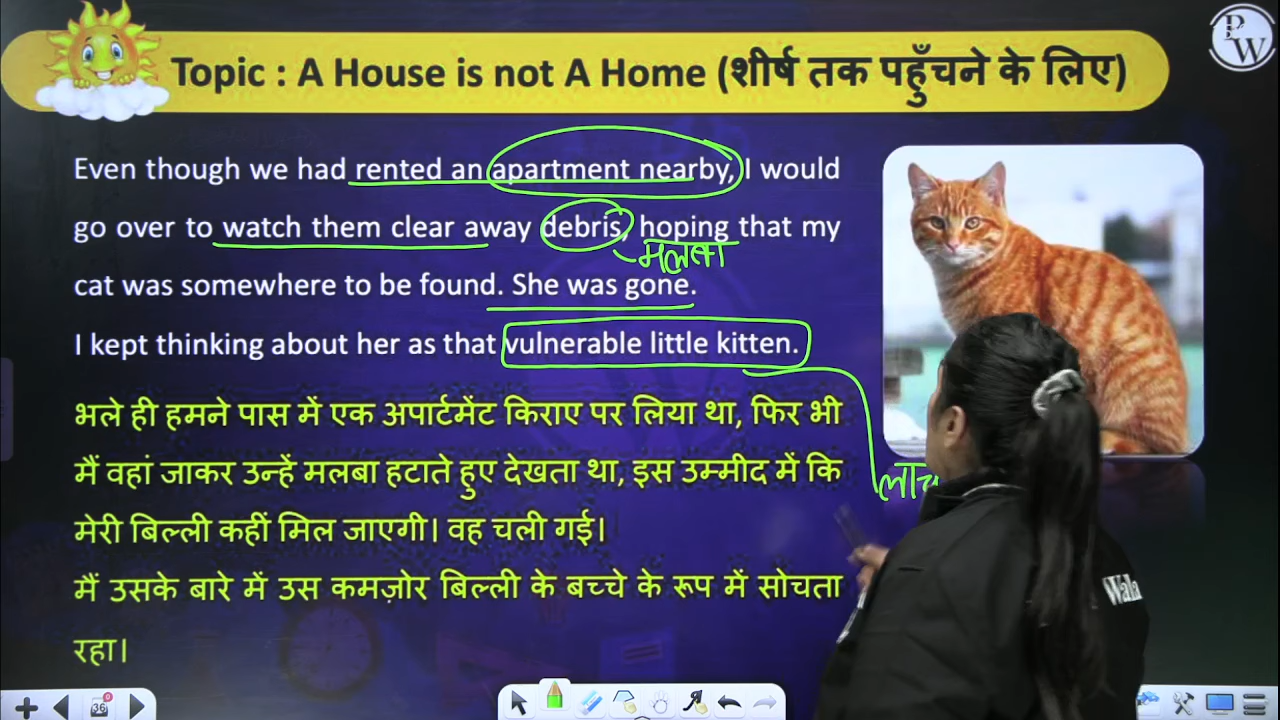 Topic : A House is not A Home (शीर्ष तक पहुँचने के लिए)
PW
Even though we had rented an apartment nearby, I would
go over to watch them clear away debris, hoping that my
मलबा
cat was somewhere to be found. She was gone.
I kept thinking about her as that vulnerable little kitten.
भले ही हमने पास में एक अपार्टमेंट किराए पर लिया था, फिर भी
मैं वहां जाकर उन्हें मलबा हटाते हुए देखता था, इस उम्मीद में कि
लाच
मेरी बिल्ली कहीं मिल जाएगी। वह चली गई।
मैं उसके बारे में उस कमज़ोर बिल्ली के बच्चे के रूप में सोचता
Walla
रहा।
36